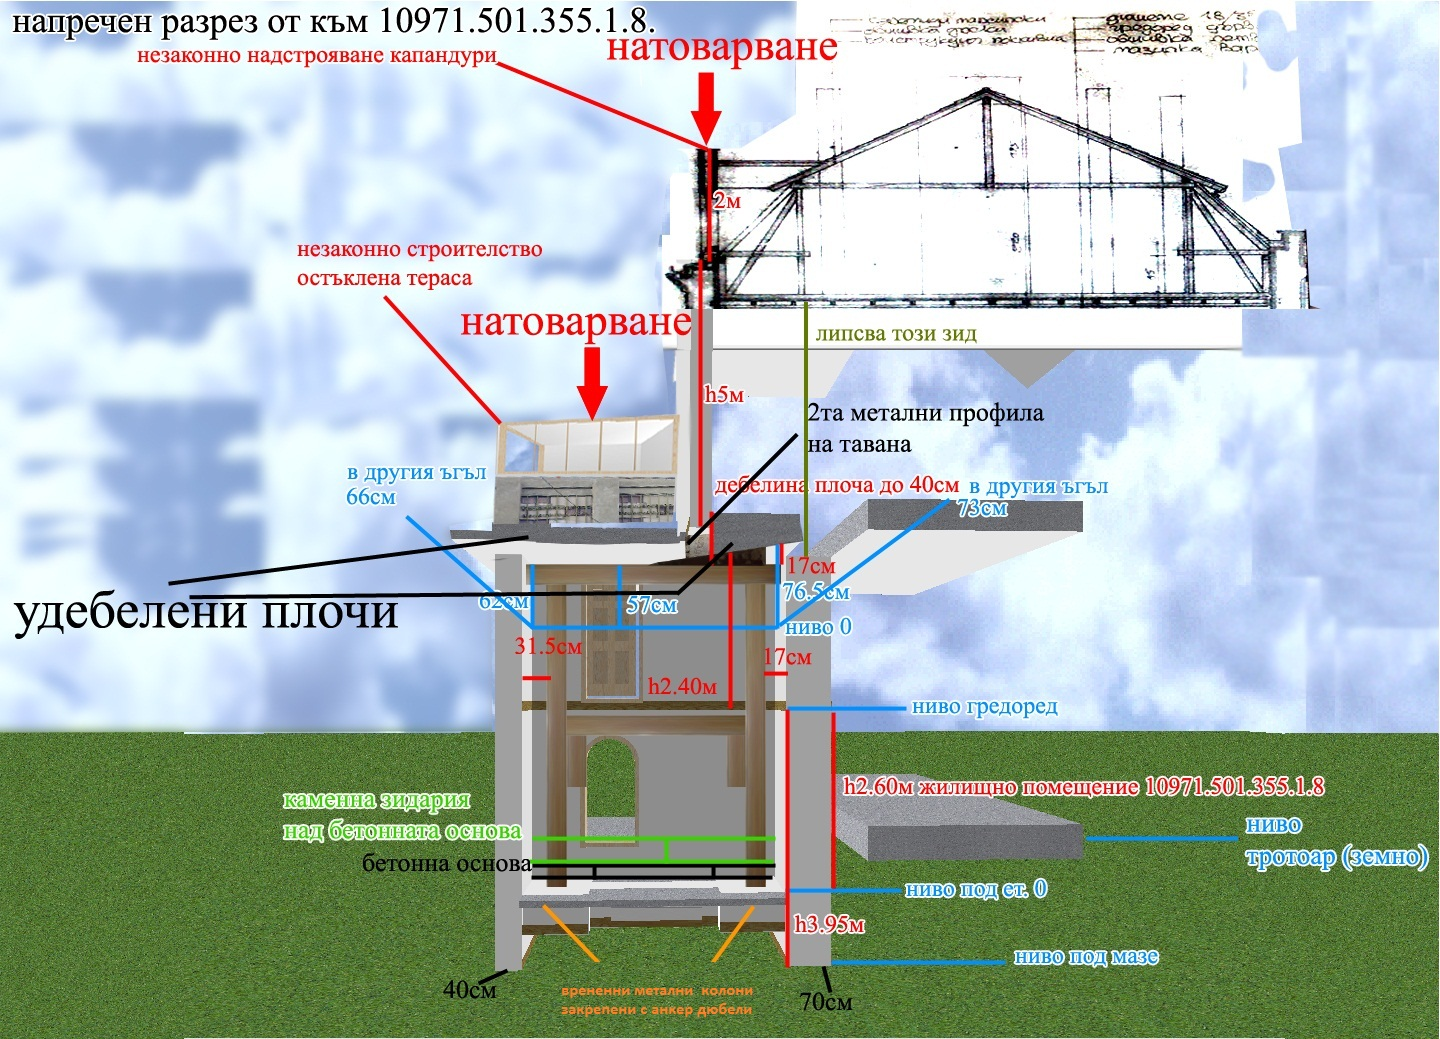 напречен разрез от към 10971.501.355.1.8.
незаконно надстрояване капандури
натоварване
2м
незаконно строителство
остъклена тераса
натоварване
липсва този зид
h5м
2та метални профила
на тавана
в другия ъгъл
66см
дебелина плоча до 40см
в другия ъгъл
73см
17см
удебелени плочи
62см
57см
76.5см
ниво 0
31.5см
17см
h2.40м
ниво гредоред
h2.60м жилищно помещение 10971.501.355.1.8
каменна зидария
над бетонната основа
бетонна основа
ниво
тротоар (земно)
ниво под ет. 0
h3.95м
ниво под мазе
40см
врененни метални колони
закрепени с анкер дюбели
70см